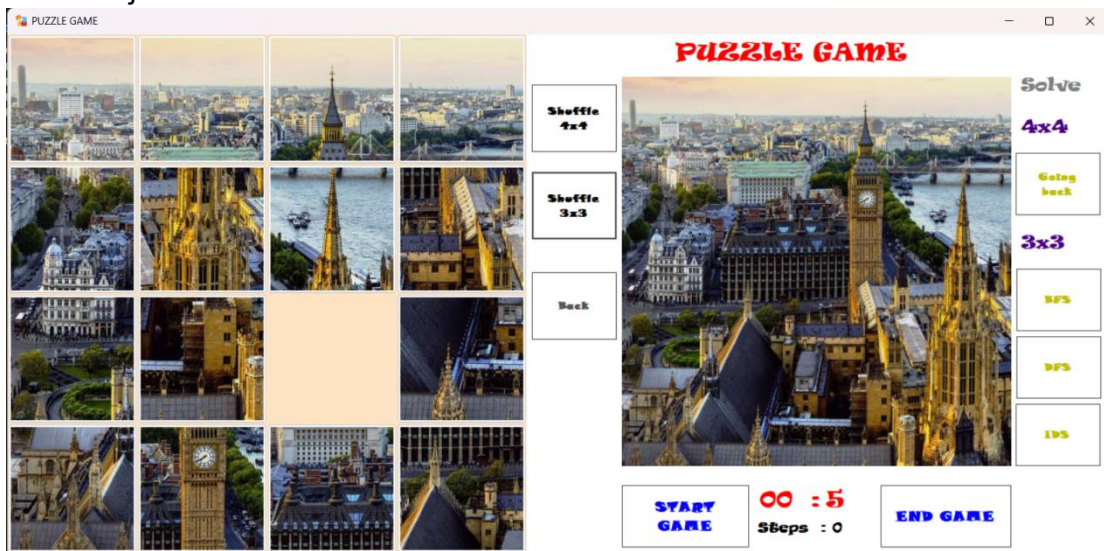 PUZZLE GAME
PUZZLE GAME
Shuffle
4x4
Shuffle
3x3
Back
Solve
4x4
Going
back
3x3
BFS
DFS
IDS
START
GAME
00 : 5
Steps : 0
END GAME